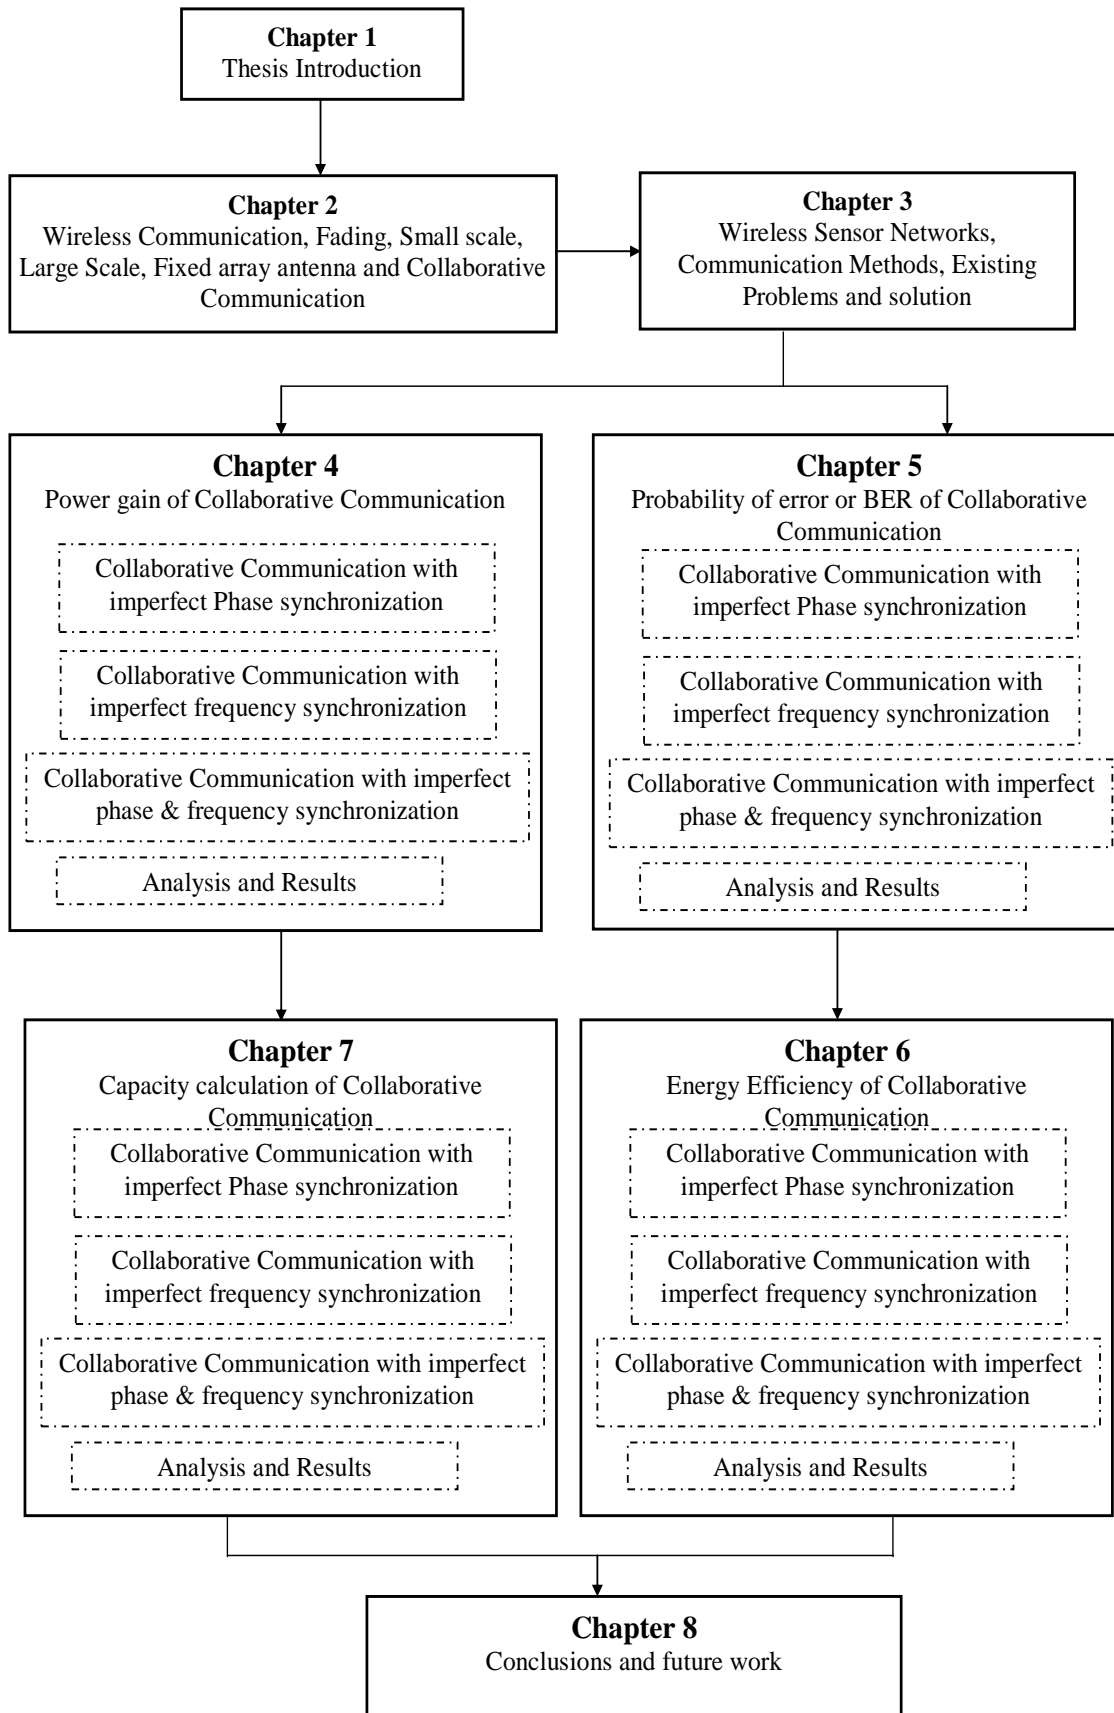 Chapter 1
Thesis Introduction
Chapter 2
Wireless Communication, Fading, Small scale,
Large Scale, Fixed array antenna and Collaborative
Communication
Chapter 3
Wireless Sensor Networks,
Communication Methods, Existing
Problems and solution
Chapter 4
Power gain of Collaborative Communication
Collaborative Communication with
imperfect Phase synchronization
Collaborative Communication with
imperfect frequency synchronization
Collaborative Communication with imperfect
phase & frequency synchronization
Analysis and Results
Chapter 5
Probability of error or BER of Collaborative
Communication
Collaborative Communication with
imperfect Phase synchronization
Collaborative Communication with
imperfect frequency synchronization
Collaborative Communication with imperfect
phase & frequency synchronization
Analysis and Results
Chapter 7
Capacity calculation of Collaborative
Communication
Collaborative Communication with
imperfect Phase synchronization
Collaborative Communication with
imperfect frequency synchronization
Collaborative Communication with imperfect
phase & frequency synchronization
Analysis and Results
Chapter 6
Energy Efficiency of Collaborative
Communication
Collaborative Communication with
imperfect Phase synchronization
Collaborative Communication with
imperfect frequency synchronization
Collaborative Communication with imperfect
phase & frequency synchronization
Analysis and Results
Chapter 8
Conclusions and future work